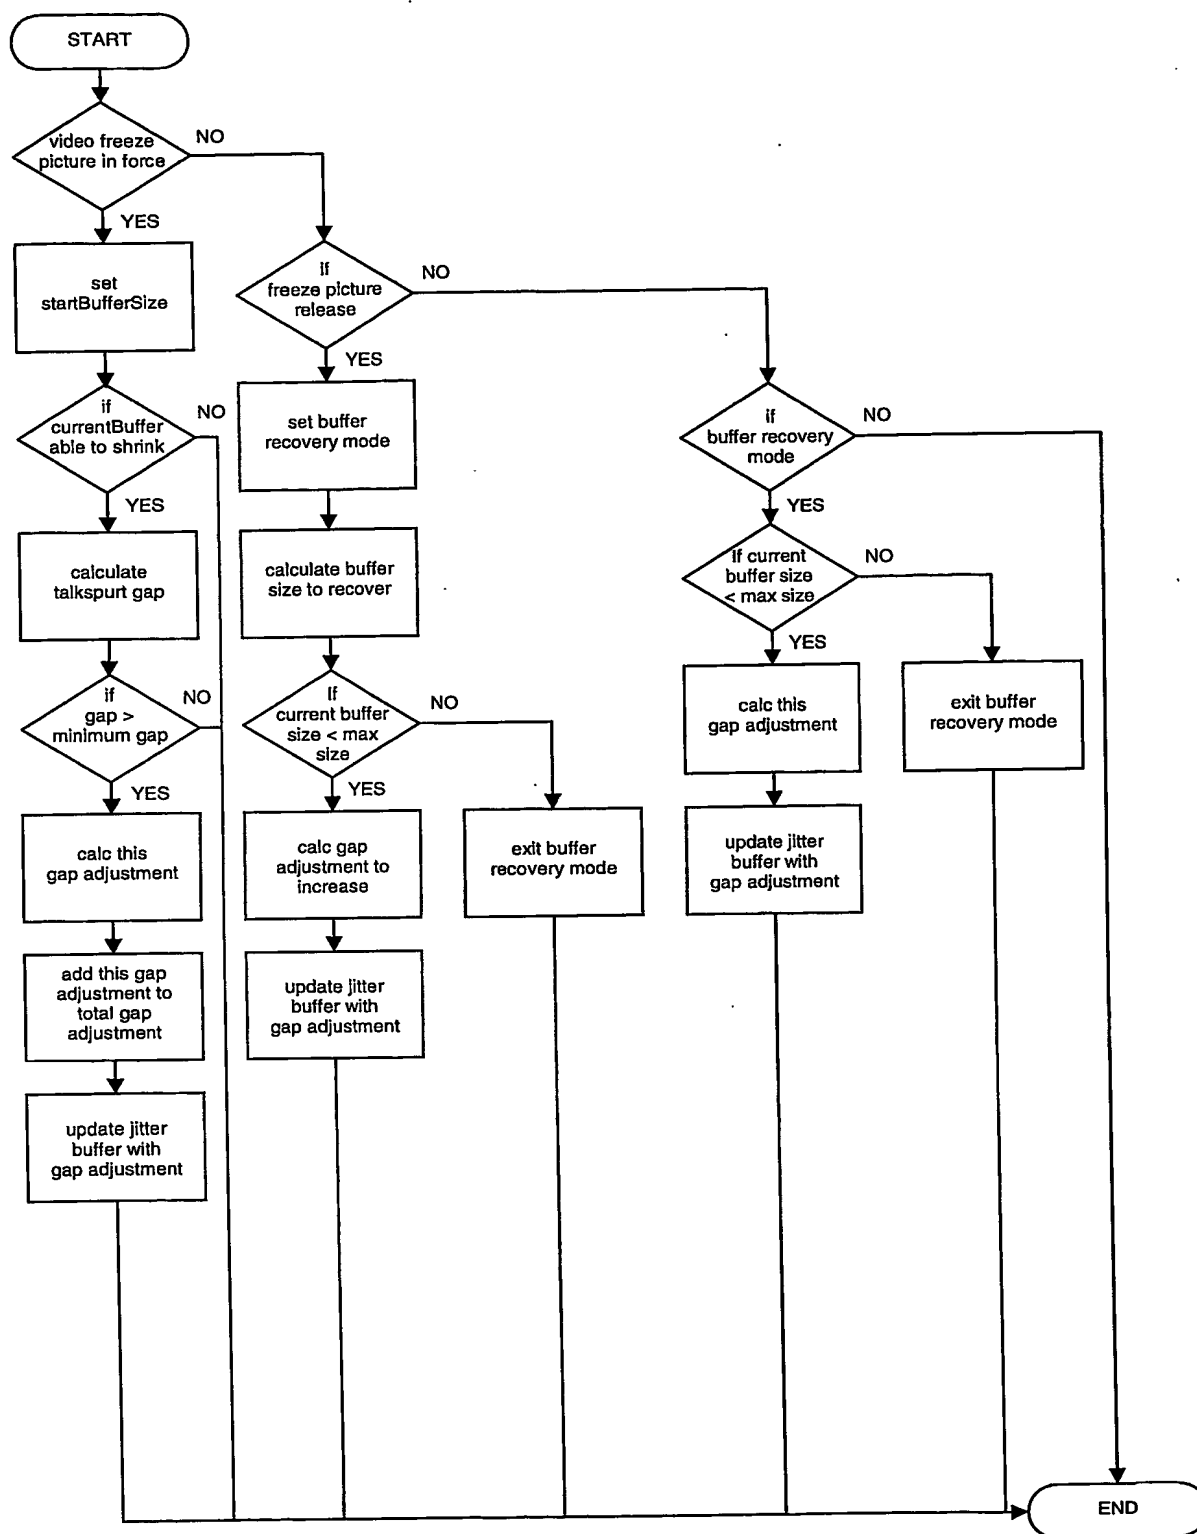 START
video freeze
picture in force
NO
YES
set
startBufferSize
if
currentBuffer
able to shrink
NO
YES
calculate
talkspurt gap
if
gap >
minimum gap
NO
YES
calc this
gap adjustment
add this gap
adjustment to
total gap
adjustment
update jitter
buffer with
gap adjustment
if
freeze picture
release
NO
YES
set buffer
recovery mode
calculate buffer
size to recover
If
current buffer
size < max
size
NO
YES
calc gap
adjustment to
increase
update jitter
buffer with
gap adjustment
exit buffer
recovery mode
if
buffer recovery
mode
NO
YES
If current
buffer size
< max size
NO
YES
calc this
gap adjustment
update jitter
buffer with
gap adjustment
exit buffer
recovery mode
END